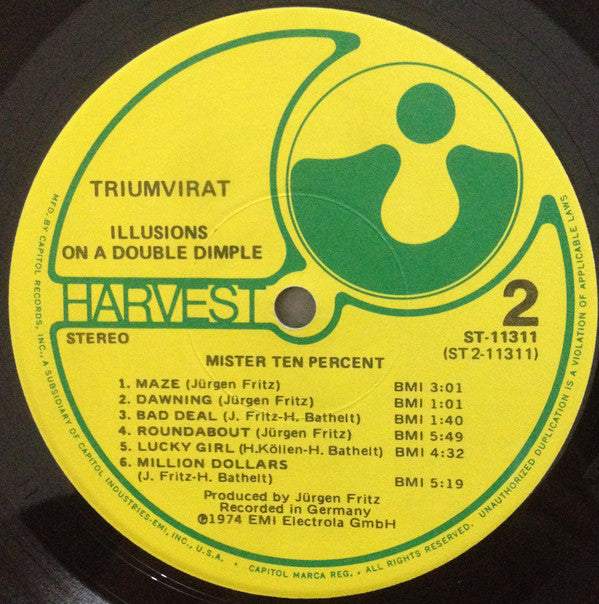 TRIUMVIRAT
ILLUSIONS
ON A DOUBLE DIMPLE
HARVEST
STEREO
2
ST-11311
(ST 2-11311)
MISTER TEN PERCENT
1. MAZE (Jürgen Fritz) BMI 3:01
2. DAWNING (Jürgen Fritz) BMI 1:01
3. BAD DEAL (J. Fritz-H. Bathelt) BMI 1:40
4. ROUNDABOUT (Jürgen Fritz) BMI 5:49
5. LUCKY GIRL (H.Köllen-H. Bathelt) BMI 4:32
6. MILLION DOLLARS
(J. Fritz-H. Bathelt) BMI 5:19
Produced by Jürgen Fritz
Recorded in Germany
℗1974 EMI Electrola GmbH
MFD. BY CAPITOL RECORDS, INC., A SUBSIDIARY OF CAPITOL INDUSTRIES-EMI, INC., U.S.A. • CAPITOL MARCA REG. • ALL RIGHTS RESERVED. UNAUTHORIZED DUPLICATION IS A VIOLATION OF APPLICABLE LAWS